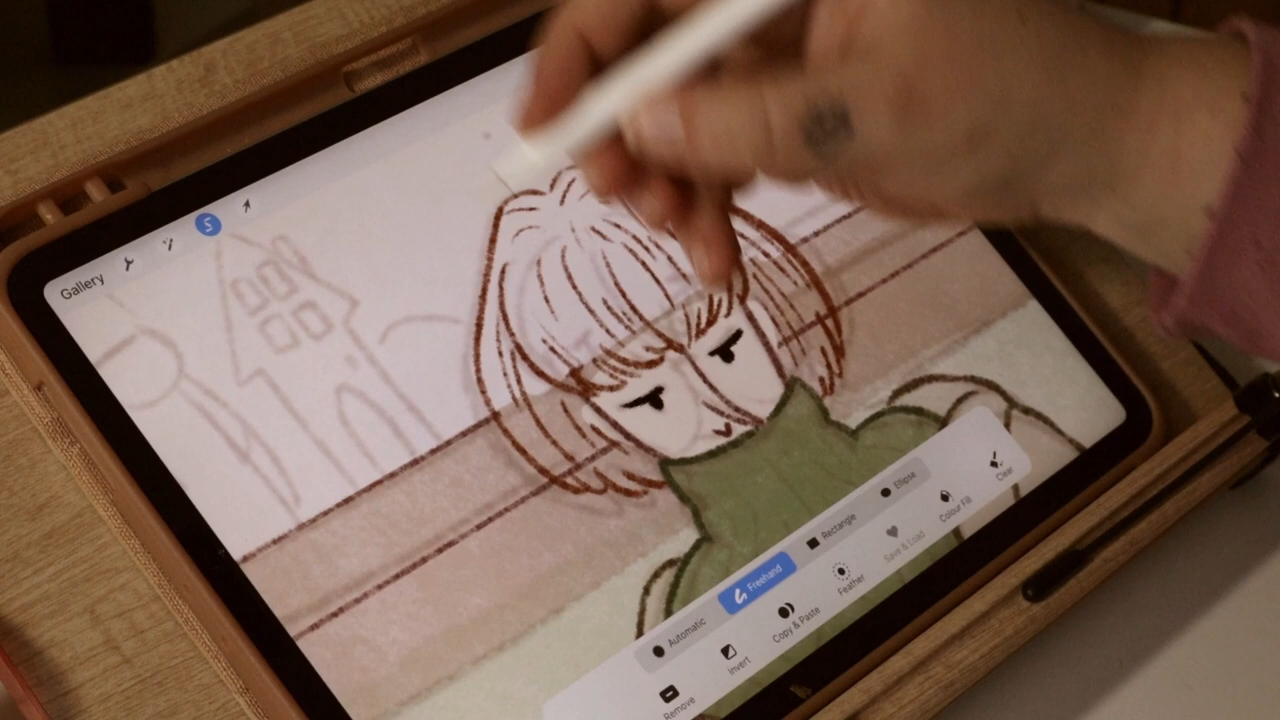 Gallery
Automatic
Freehand
Rectangle
Ellipse
Remove
Invert
Copy & Paste
Feather
Save & Load
Colour Fill
Clear